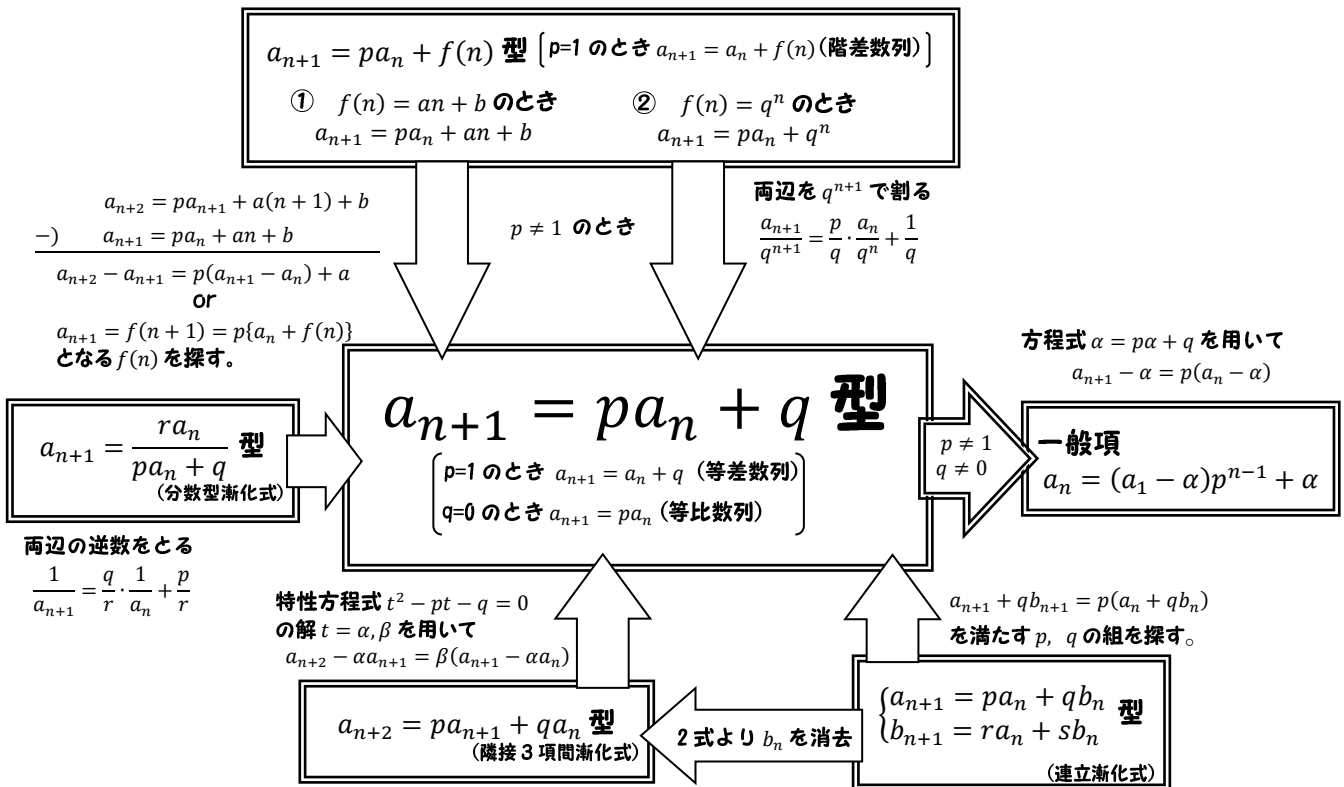 a_{n+1} = pa_n + f(n) 型 [p=1 のとき a_{n+1} = a_n + f(n) (階差数列)]
① f(n) = an + b のとき
a_{n+1} = pa_n + an + b
② f(n) = q^n のとき
a_{n+1} = pa_n + q^n
a_{n+2} = pa_{n+1} + a(n + 1) + b
−) a_{n+1} = pa_n + an + b
a_{n+2} − a_{n+1} = p(a_{n+1} − a_n) + a
or
a_{n+1} = f(n + 1) = p{a_n + f(n)}
となる f(n) を探す。
p ≠ 1 のとき
両辺を q^{n+1} で割る
\frac{a_{n+1}}{q^{n+1}} = \frac{p}{q} · \frac{a_n}{q^n} + \frac{1}{q}
a_{n+1} = \frac{ra_n}{pa_n + q} 型
(分数型漸化式)
両辺の逆数をとる
\frac{1}{a_{n+1}} = \frac{q}{r} · \frac{1}{a_n} + \frac{p}{r}
a_{n+1} = pa_n + q 型
p=1 のとき a_{n+1} = a_n + q (等差数列)
q=0 のとき a_{n+1} = pa_n (等比数列)
p ≠ 1
q ≠ 0
方程式 α = pα + q を用いて
a_{n+1} − α = p(a_n − α)
一般項
a_n = (a_1 − α)p^{n−1} + α
特性方程式 t^2 − pt − q = 0
の解 t = α, β を用いて
a_{n+2} − αa_{n+1} = β(a_{n+1} − αa_n)
a_{n+2} = pa_{n+1} + qa_n 型
(隣接3項間漸化式)
2式より b_n を消去
a_{n+1} + qb_{n+1} = p(a_n + qb_n)
を満たす p, q の組を探す。
{a_{n+1} = pa_n + qb_n
{b_{n+1} = ra_n + sb_n 型
(連立漸化式)